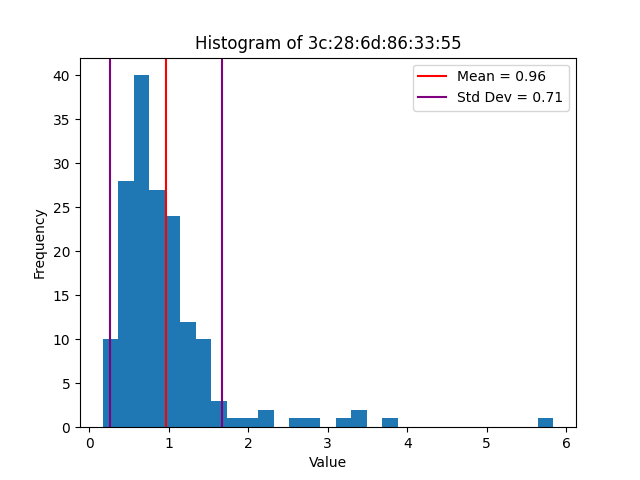 Histogram of 3c:28:6d:86:33:55
Mean = 0.96
Std Dev = 0.71
40
35
30
25
20
15
10
5
0
Frequency
0 1 2 3 4 5 6
Value